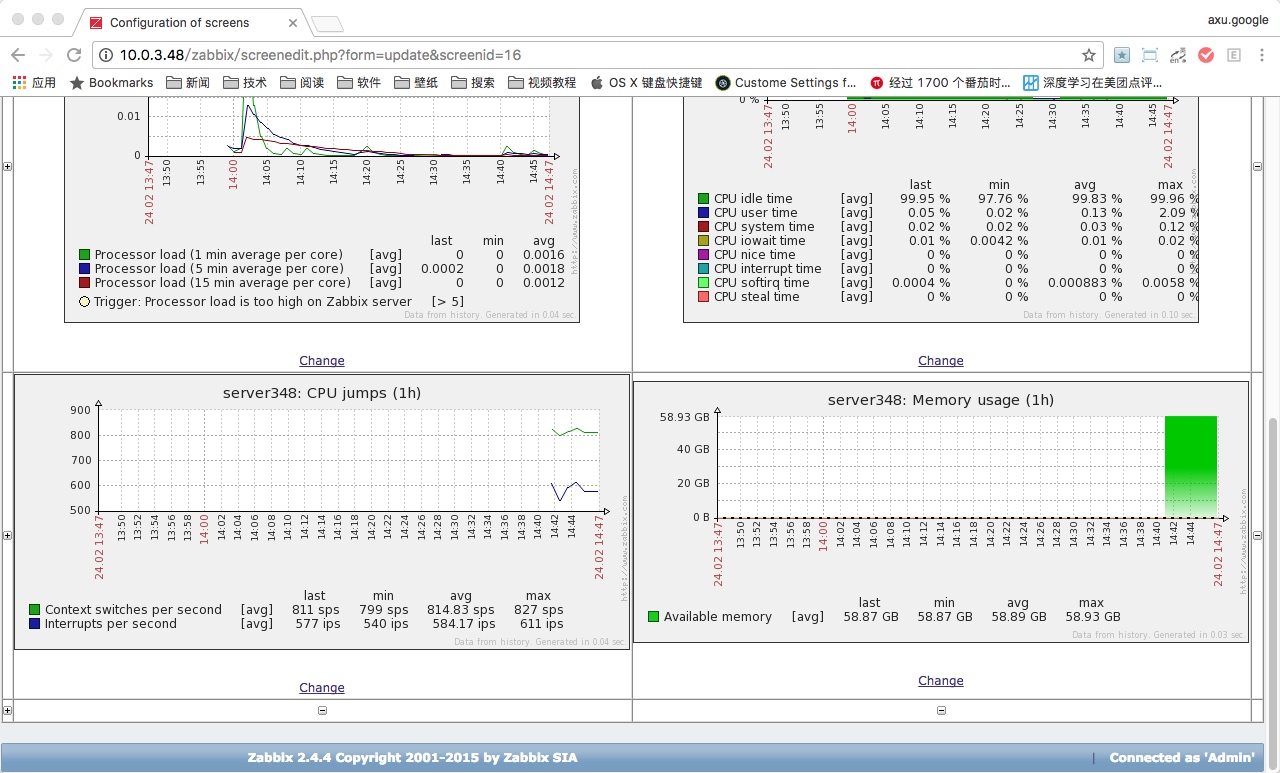 Configuration of screens
axu.google
10.0.3.48/zabbix/screenedit.php?form=update&screenid=16
应用 Bookmarks 新闻 技术 阅读 软件 壁纸 搜索 视频教程 OS X 键盘快捷键 Custome Settings f... 经过 1700 个番茄时... 深度学习在美团点评...
0.01
0
24.02 13:47 13:50 13:55 14:00 14:05 14:10 14:15 14:20 14:25 14:30 14:35 14:40 14:45 24.02 14:47
http://www.zabbix.com
last min avg
Processor load (1 min average per core) [avg] 0 0 0.0016
Processor load (5 min average per core) [avg] 0.0002 0 0.0018
Processor load (15 min average per core) [avg] 0 0 0.0012
Trigger: Processor load is too high on Zabbix server [> 5]
Data from history. Generated in 0.04 sec.
Change
0 %
24.02 13:47 13:50 13:55 14:00 14:05 14:10 14:15 14:20 14:25 14:30 14:35 14:40 14:45 24.02 14:47
http://www.zabbix.com
last min avg max
CPU idle time [avg] 99.95 % 97.76 % 99.83 % 99.96 %
CPU user time [avg] 0.05 % 0.02 % 0.13 % 2.09 %
CPU system time [avg] 0.02 % 0.02 % 0.03 % 0.12 %
CPU iowait time [avg] 0.01 % 0.0042 % 0.01 % 0.02 %
CPU nice time [avg] 0 % 0 % 0 % 0 %
CPU interrupt time [avg] 0 % 0 % 0 % 0 %
CPU softirq time [avg] 0.0004 % 0 % 0.000883 % 0.0058 %
CPU steal time [avg] 0 % 0 % 0 % 0 %
Data from history. Generated in 0.10 sec.
Change
server348: CPU jumps (1h)
900
800
700
600
500
24.02 13:47 13:50 13:52 13:54 13:56 13:58 14:00 14:02 14:04 14:06 14:08 14:10 14:12 14:14 14:16 14:18 14:20 14:22 14:24 14:26 14:28 14:30 14:32 14:34 14:36 14:38 14:40 14:42 14:44 24.02 14:47
http://www.zabbix.com
last min avg max
Context switches per second [avg] 811 sps 799 sps 814.83 sps 827 sps
Interrupts per second [avg] 577 ips 540 ips 584.17 ips 611 ips
Data from history. Generated in 0.04 sec.
Change
server348: Memory usage (1h)
58.93 GB
40 GB
20 GB
0 B
24.02 13:47 13:50 13:52 13:54 13:56 13:58 14:00 14:02 14:04 14:06 14:08 14:10 14:12 14:14 14:16 14:18 14:20 14:22 14:24 14:26 14:28 14:30 14:32 14:34 14:36 14:38 14:40 14:42 14:44 24.02 14:47
http://www.zabbix.com
last min avg max
Available memory [avg] 58.87 GB 58.87 GB 58.89 GB 58.93 GB
Data from history. Generated in 0.03 sec.
Change
Zabbix 2.4.4 Copyright 2001-2015 by Zabbix SIA | Connected as 'Admin'